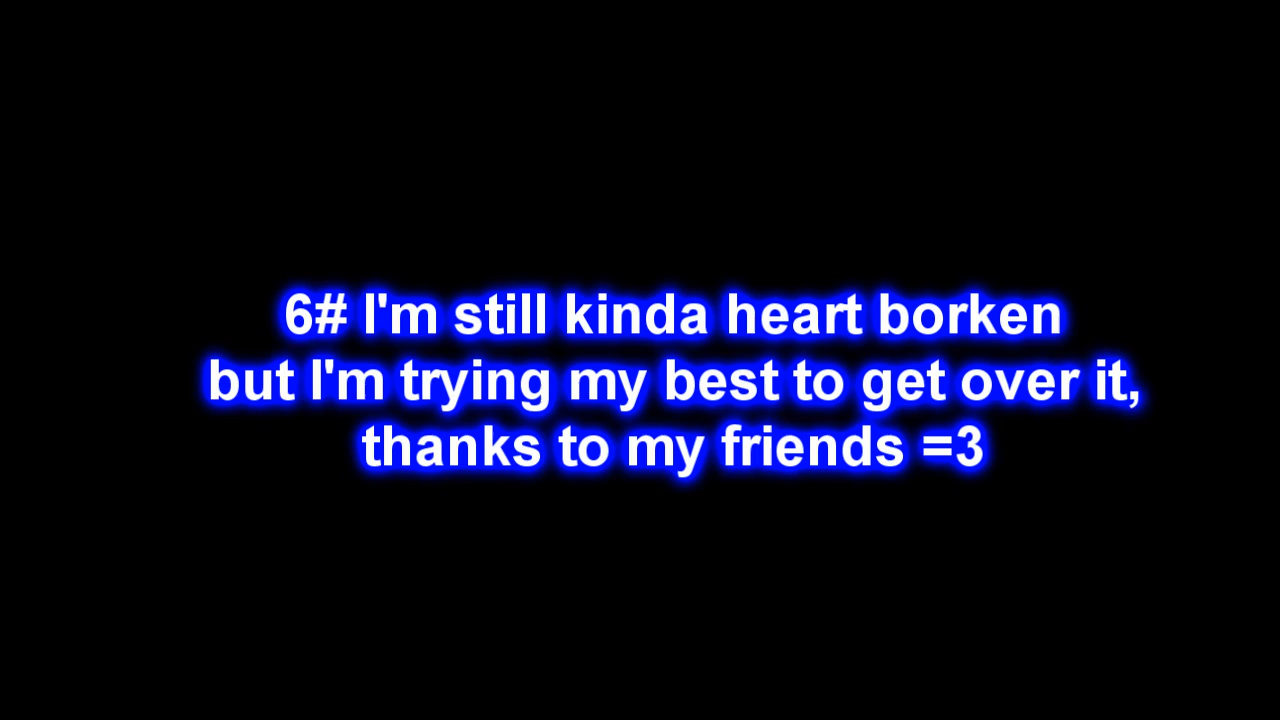 6# I'm still kinda heart borken
but I'm trying my best to get over it,
thanks to my friends =3